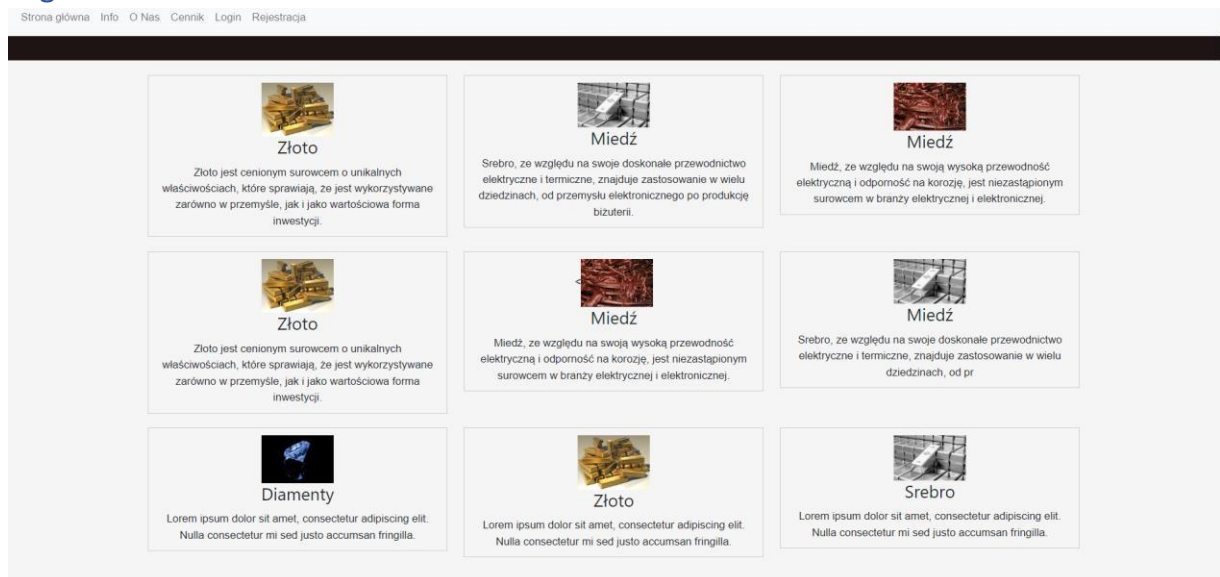 Strona główna Info O Nas Cennik Login Rejestracja
Złoto
Złoto jest cenionym surowcem o unikalnych
właściwościach, które sprawiają, że jest wykorzystywane
zarówno w przemyśle, jak i jako wartościowa forma
inwestycji.
Miedź
Srebro, ze względu na swoje doskonałe przewodnictwo
elektryczne i termiczne, znajduje zastosowanie w wielu
dziedzinach, od przemysłu elektronicznego po produkcję
biżuterii.
Miedź
Miedź, ze względu na swoją wysoką przewodność
elektryczną i odporność na korozję, jest niezastąpionym
surowcem w branży elektrycznej i elektronicznej.
Złoto
Złoto jest cenionym surowcem o unikalnych
właściwościach, które sprawiają, że jest wykorzystywane
zarówno w przemyśle, jak i jako wartościowa forma
inwestycji.
<
Miedź
Miedź, ze względu na swoją wysoką przewodność
elektryczną i odporność na korozję, jest niezastąpionym
surowcem w branży elektrycznej i elektronicznej.
Miedź
Srebro, ze względu na swoje doskonałe przewodnictwo
elektryczne i termiczne, znajduje zastosowanie w wielu
dziedzinach, od pr
Diamenty
Lorem ipsum dolor sit amet, consectetur adipiscing elit.
Nulla consectetur mi sed justo accumsan fringilla.
Złoto
Lorem ipsum dolor sit amet, consectetur adipiscing elit.
Nulla consectetur mi sed justo accumsan fringilla.
Srebro
Lorem ipsum dolor sit amet, consectetur adipiscing elit.
Nulla consectetur mi sed justo accumsan fringilla.